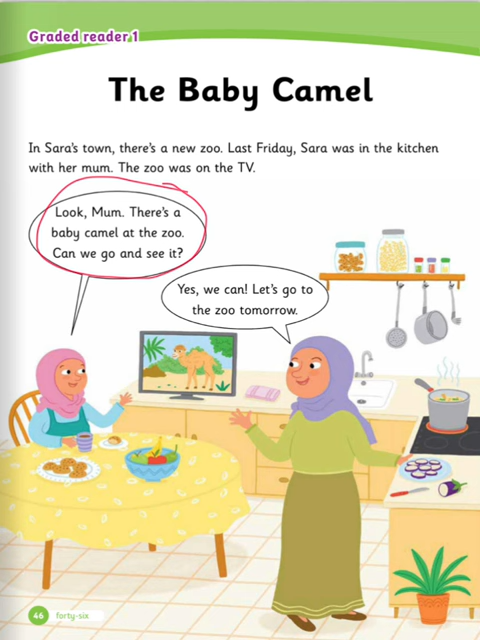 Graded reader 1
The Baby Camel
In Sara's town, there's a new zoo. Last Friday, Sara was in the kitchen
with her mum. The zoo was on the TV.
Look, Mum. There's a
baby camel at the zoo.
Can we go and see it?
Yes, we can! Let's go to
the zoo tomorrow.
46 forty-six